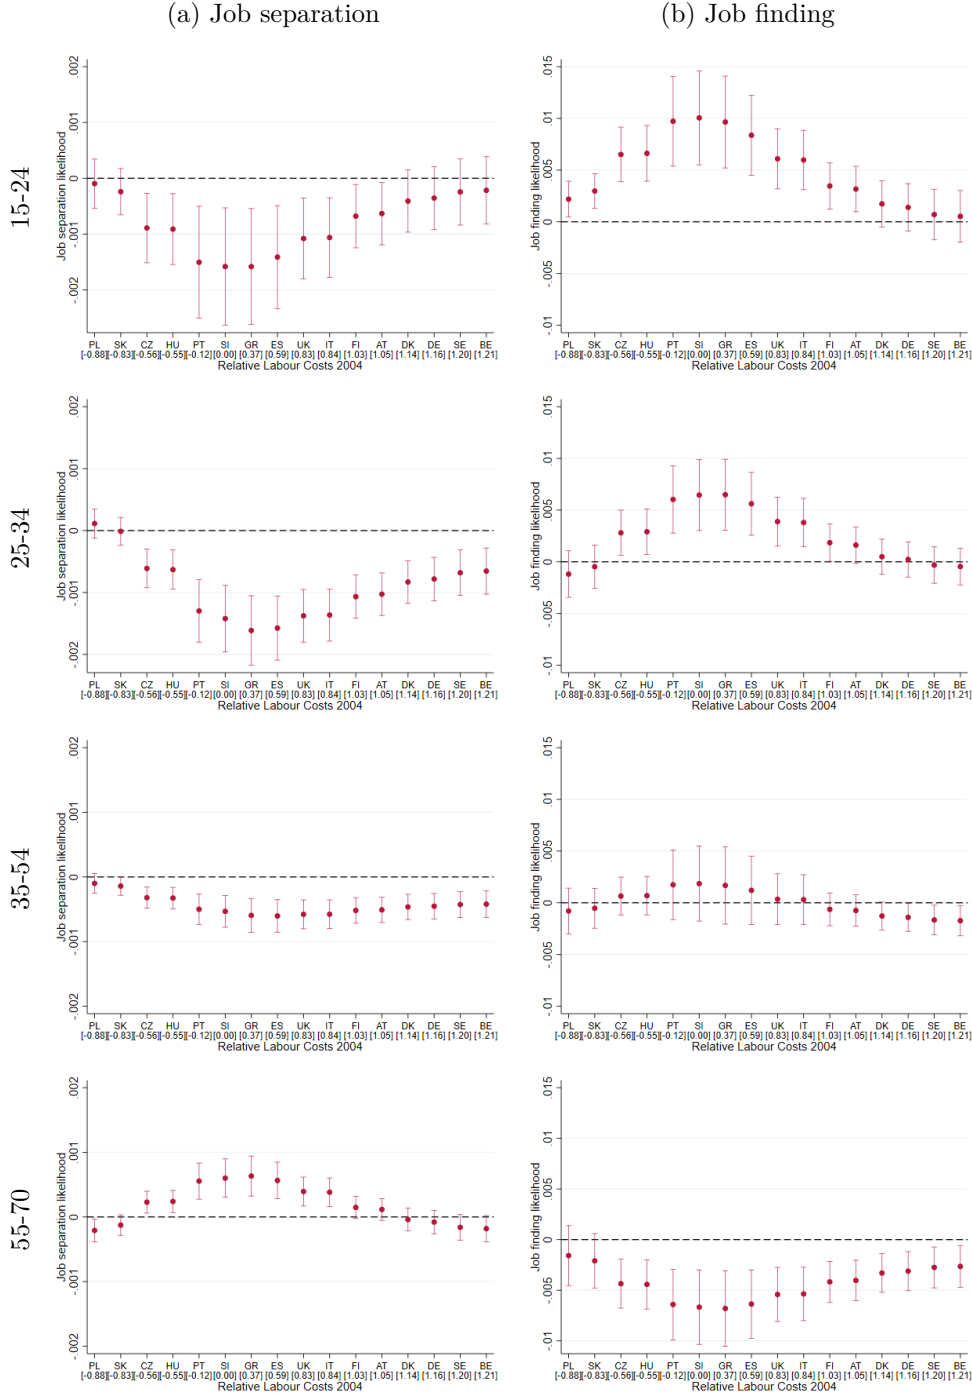 (a) Job separation
(b) Job finding
15-24
Job separation likelihood
.002
.001
0
-.001
-.002
PL SK CZ HU PT SI GR ES UK IT FI AT DK DE SE BE
[-0.88][-0.83][-0.56][-0.55][-0.12][0.00] [0.37] [0.59] [0.83] [0.84] [1.03] [1.05] [1.14] [1.16] [1.20] [1.21]
Relative Labour Costs 2004
Job finding likelihood
.015
.01
.005
0
-.005
-.01
PL SK CZ HU PT SI GR ES UK IT FI AT DK DE SE BE
[-0.88][-0.83][-0.56][-0.55][-0.12][0.00] [0.37] [0.59] [0.83] [0.84] [1.03] [1.05] [1.14] [1.16] [1.20] [1.21]
Relative Labour Costs 2004
25-34
Job separation likelihood
.002
.001
0
-.001
-.002
PL SK CZ HU PT SI GR ES UK IT FI AT DK DE SE BE
[-0.88][-0.83][-0.56][-0.55][-0.12][0.00] [0.37] [0.59] [0.83] [0.84] [1.03] [1.05] [1.14] [1.16] [1.20] [1.21]
Relative Labour Costs 2004
Job finding likelihood
.015
.01
.005
0
-.005
-.01
PL SK CZ HU PT SI GR ES UK IT FI AT DK DE SE BE
[-0.88][-0.83][-0.56][-0.55][-0.12][0.00] [0.37] [0.59] [0.83] [0.84] [1.03] [1.05] [1.14] [1.16] [1.20] [1.21]
Relative Labour Costs 2004
35-54
Job separation likelihood
.002
.001
0
-.001
-.002
PL SK CZ HU PT SI GR ES UK IT FI AT DK DE SE BE
[-0.88][-0.83][-0.56][-0.55][-0.12][0.00] [0.37] [0.59] [0.83] [0.84] [1.03] [1.05] [1.14] [1.16] [1.20] [1.21]
Relative Labour Costs 2004
Job finding likelihood
.015
.01
.005
0
-.005
-.01
PL SK CZ HU PT SI GR ES UK IT FI AT DK DE SE BE
[-0.88][-0.83][-0.56][-0.55][-0.12][0.00] [0.37] [0.59] [0.83] [0.84] [1.03] [1.05] [1.14] [1.16] [1.20] [1.21]
Relative Labour Costs 2004
55-70
Job separation likelihood
.002
.001
0
-.001
-.002
PL SK CZ HU PT SI GR ES UK IT FI AT DK DE SE BE
[-0.88][-0.83][-0.56][-0.55][-0.12][0.00] [0.37] [0.59] [0.83] [0.84] [1.03] [1.05] [1.14] [1.16] [1.20] [1.21]
Relative Labour Costs 2004
Job finding likelihood
.015
.01
.005
0
-.005
-.01
PL SK CZ HU PT SI GR ES UK IT FI AT DK DE SE BE
[-0.88][-0.83][-0.56][-0.55][-0.12][0.00] [0.37] [0.59] [0.83] [0.84] [1.03] [1.05] [1.14] [1.16] [1.20] [1.21]
Relative Labour Costs 2004